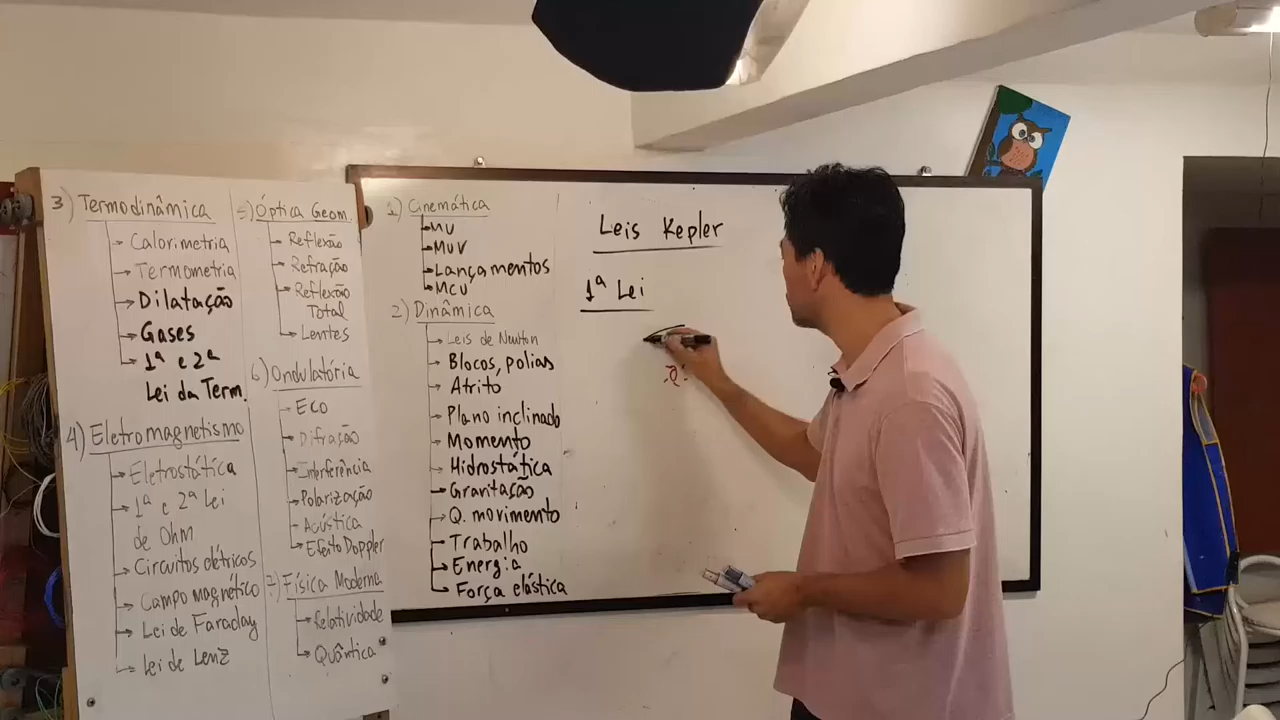 3) Termodinâmica
Calorimetria
Termometria
Dilatação
Gases
1ª e 2ª
Lei da Term.
4) Eletromagnetismo
Eletrostática
1ª e 2ª Lei
de Ohm
Circuitos elétricos
Campo magnético
Lei de Faraday
Lei de Lenz
5) Óptica Geom.
Reflexão
Refração
Reflexão
Total
Lentes
6) Ondulatória
Eco
Difração
Interferência
Polarização
Acústica
Efeito Doppler
7) Física Moderna
Relatividade
Quântica
1) Cinemática
MU
MUV
Lançamentos
MCU
2) Dinâmica
Leis de Newton
Blocos, polias
Atrito
Plano inclinado
Momento
Hidrostática
Gravitação
Q. movimento
Trabalho
Energia
Força elástica
Leis Kepler
1ª Lei